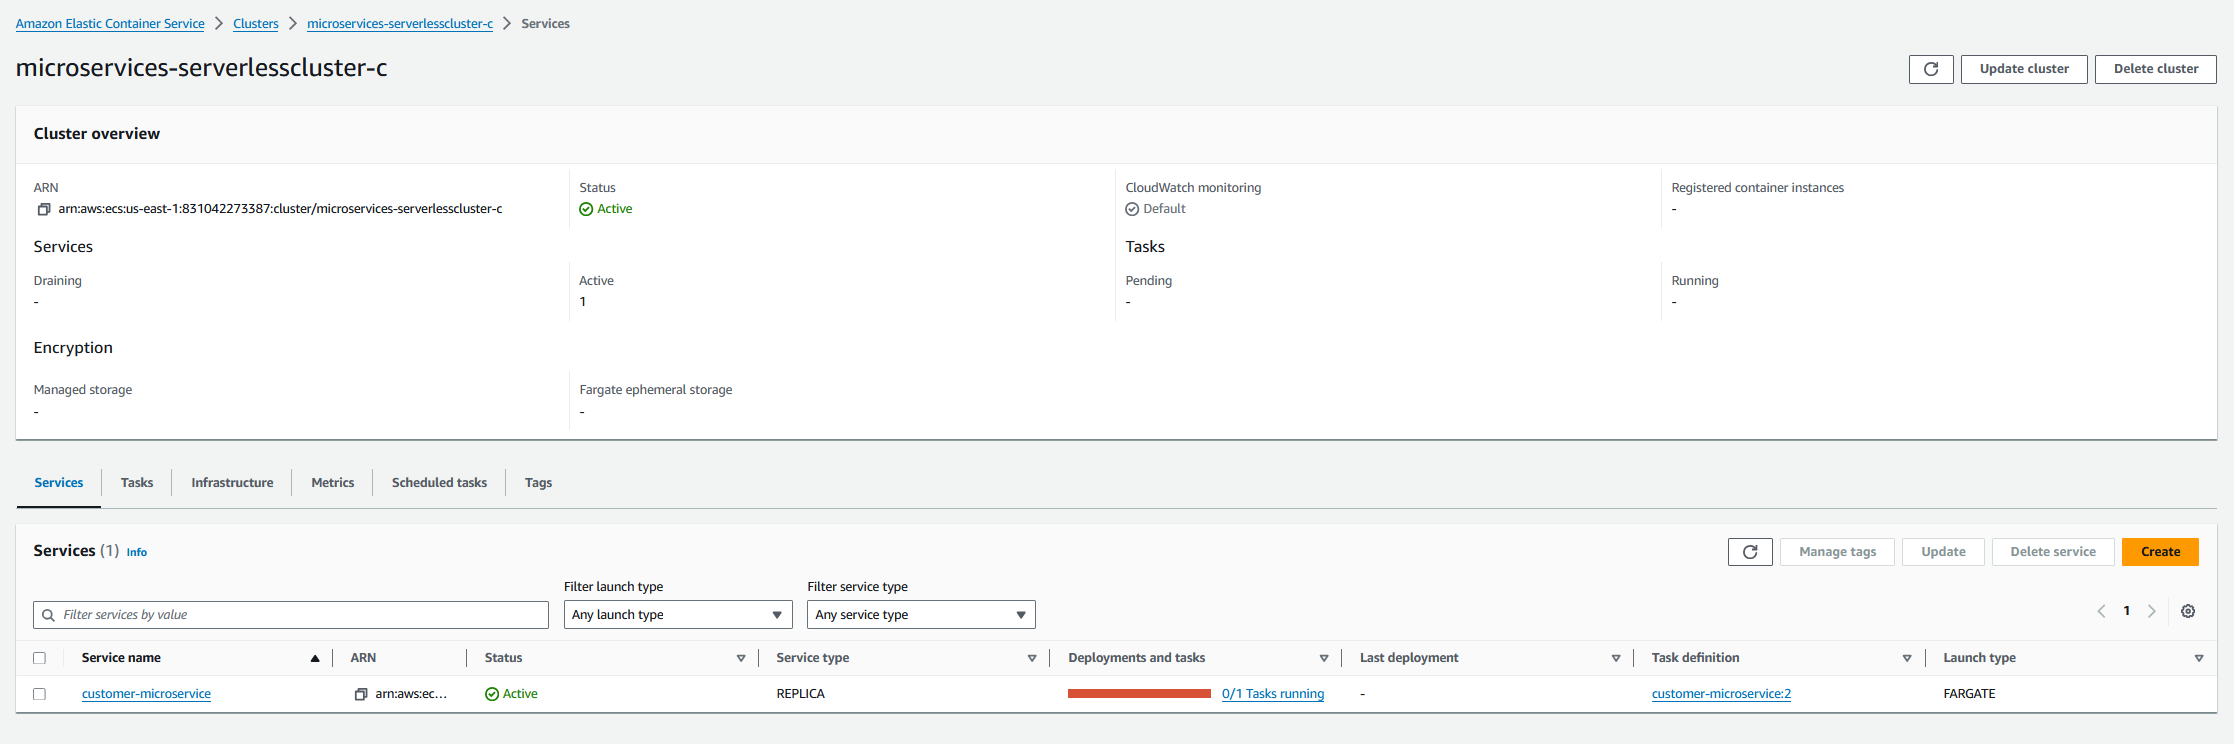 Amazon Elastic Container Service > Clusters > microservices-serverlesscluster-c > Services
microservices-serverlesscluster-c
Update cluster
Delete cluster
Cluster overview
ARN
arn:aws:ecs:us-east-1:831042273387:cluster/microservices-serverlesscluster-c
Status
Active
CloudWatch monitoring
Default
Registered container instances
-
Services
Tasks
Draining
-
Active
1
Pending
-
Running
-
Encryption
Managed storage
-
Fargate ephemeral storage
-
Services Tasks Infrastructure Metrics Scheduled tasks Tags
Services (1) Info
Manage tags Update Delete service Create
Filter launch type Filter service type
Filter services by value Any launch type Any service type
1
Service name ARN Status Service type Deployments and tasks Last deployment Task definition Launch type
customer-microservice arn:aws:ec... Active REPLICA 0/1 Tasks running - customer-microservice:2 FARGATE